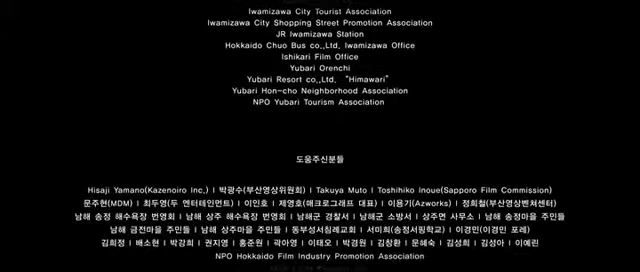 Iwamizawa City Tourist Association
Iwamizawa City Shopping Street Promotion Association
JR Iwamizawa Station
Hokkaido Chuo Bus co.,Ltd. Iwamizawa Office
Ishikari Film Office
Yubari Orenchi
Yubari Resort co.,Ltd. “Himawari”
Yubari Hon-cho Neighborhood Association
NPO Yubari Tourism Association
도움주신분들
Hisaji Yamano(Kazenoiro Inc.) | 박광수(부산영상위원회) | Takuya Muto | Toshihiko Inoue(Sapporo Film Commission)
문주현(MDM) | 최두영(두 엔터테인먼트) | 이민호 | 제영호(매크로그래프 대표) | 이용기(Azworks) | 정희철(부산영상벤처센터)
남해 송정 해수욕장 번영회 | 남해 상주 해수욕장 번영회 | 남해군 경찰서 | 남해군 소방서 | 상주면 사무소 | 남해 송정마을 주민들
남해 금전마을 주민들 | 남해 상주마을 주민들 | 동부성서침례교회 | 서미희(송정서핑학교) | 이경민(이경민 포레)
김희정 | 배소현 | 박강희 | 권지영 | 홍준원 | 곽아영 | 이태오 | 박경원 | 김창환 | 문혜숙 | 김성희 | 김성아 | 이예린
NPO Hokkaido Film Industry Promotion Association